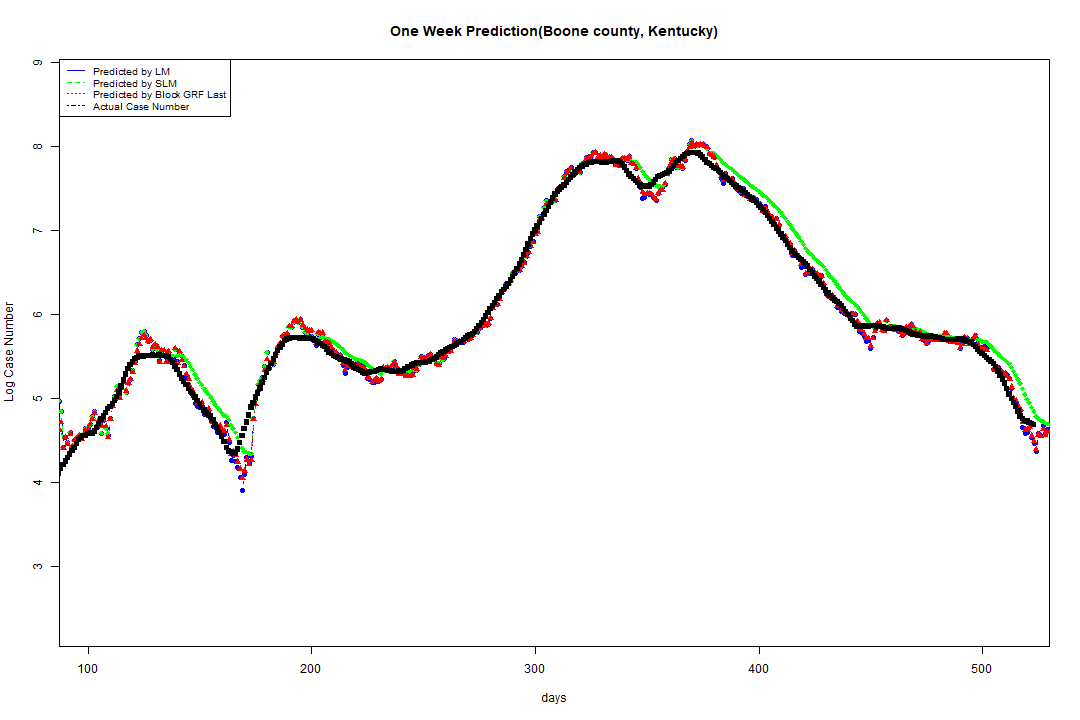 One Week Prediction(Boone county, Kentucky)
Predicted by LM
Predicted by SLM
Predicted by Block GRF Last
Actual Case Number
Log Case Number
9
8
7
6
5
4
3
100 200 300 400 500
days